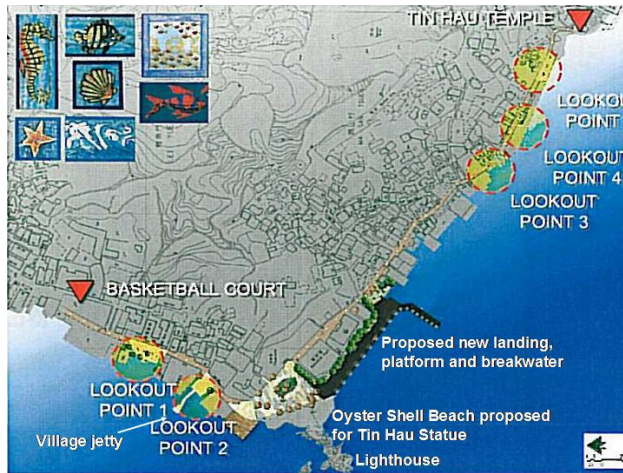 TIN HAU TEMPLE
LOOKOUT
POINT
LOOKOUT
POINT 4
LOOKOUT
POINT 3
BASKETBALL COURT
Proposed new landing,
platform and breakwater
LOOKOUT
POINT 1
Village jetty
LOOKOUT
POINT 2
Oyster Shell Beach proposed
for Tin Hau Statue
Lighthouse